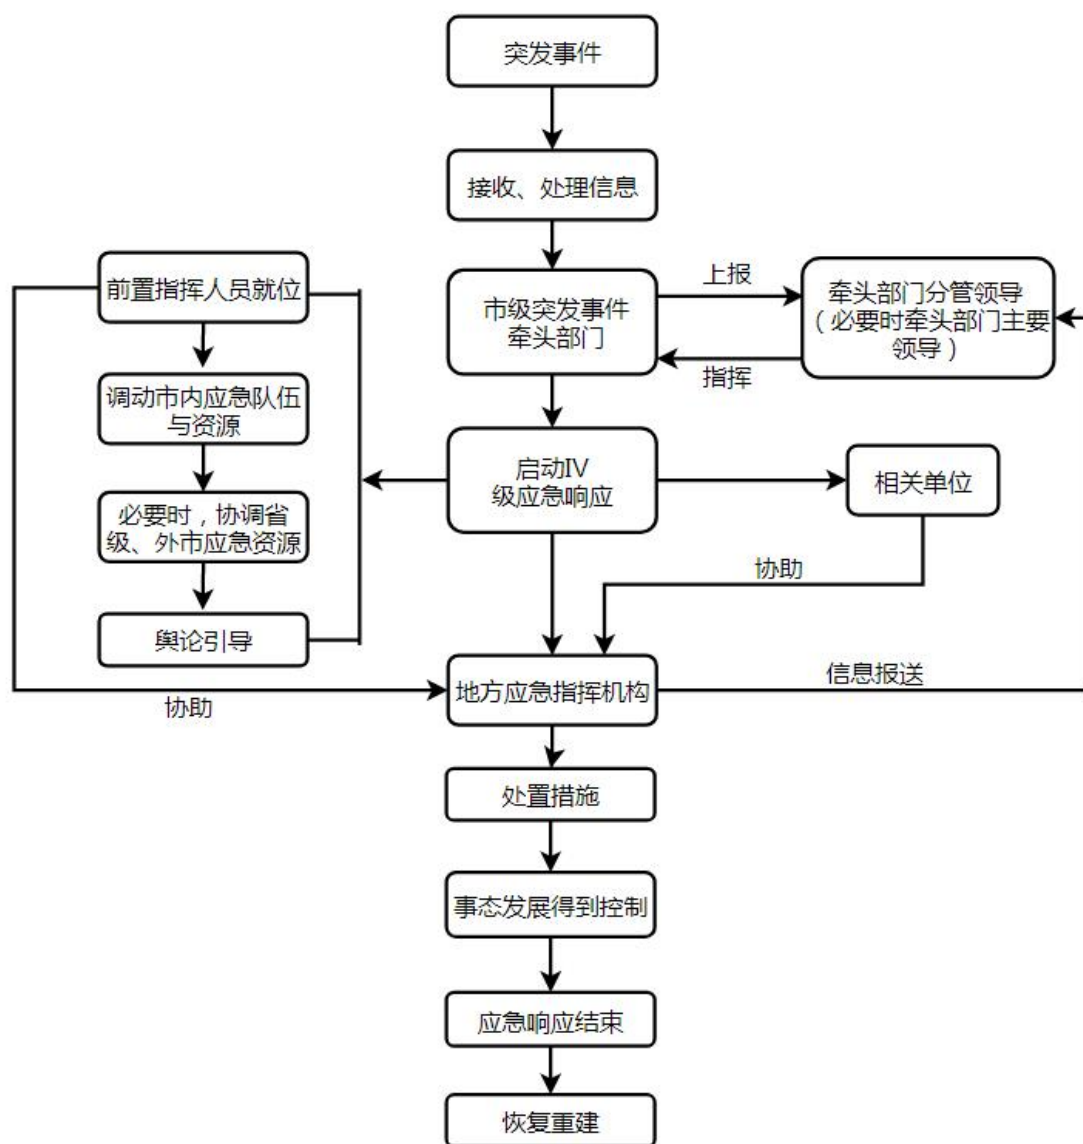 突发事件
接收、处理信息
前置指挥人员就位
上报
市级突发事件
牵头部门
牵头部门分管领导
（必要时牵头部门主要
领导）
指挥
调动市内应急队伍
与资源
启动IV
级应急响应
相关单位
必要时，协调省
级、外市应急资源
协助
舆论引导
地方应急指挥机构
信息报送
协助
处置措施
事态发展得到控制
应急响应结束
恢复重建